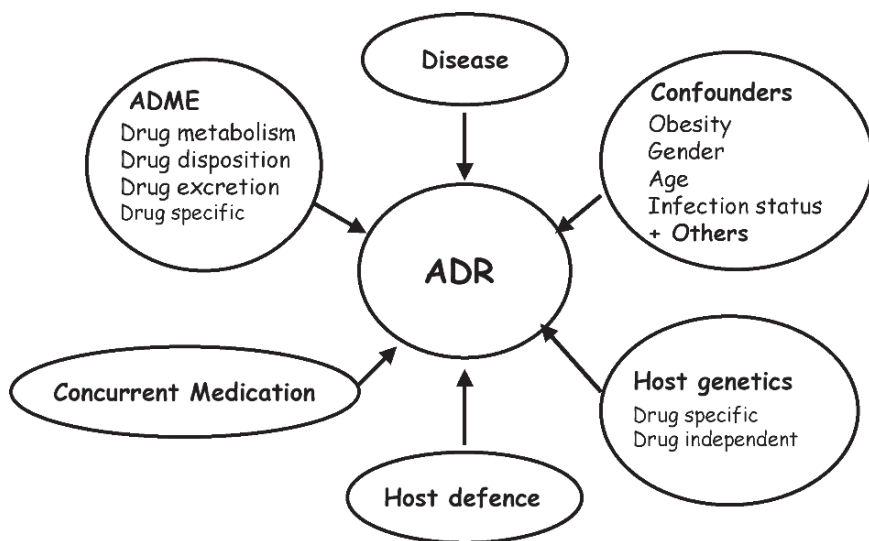 Disease
ADME
Drug metabolism
Drug disposition
Drug excretion
Drug specific
Confounders
Obesity
Gender
Age
Infection status
+ Others
ADR
Concurrent Medication
Host genetics
Drug specific
Drug independent
Host defence